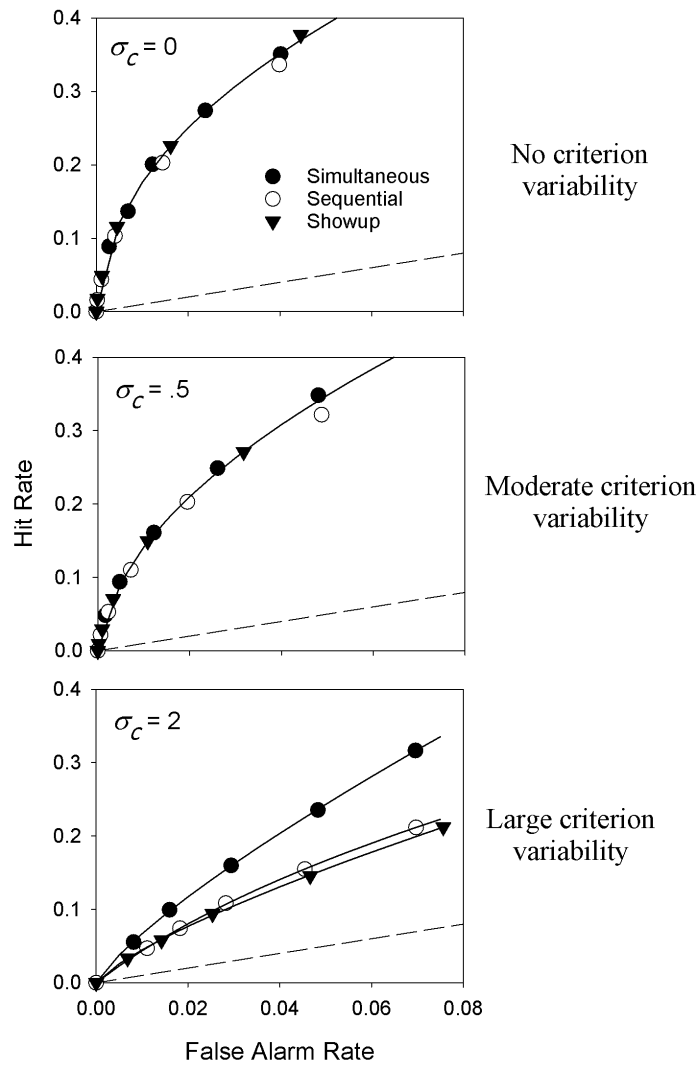 0.4
σc = 0
0.3
No criterion
variability
0.2
Simultaneous
Sequential
Showup
0.1
0.0
0.4
σc = .5
0.3
Moderate criterion
variability
0.2
0.1
0.0
Hit Rate
0.4
σc = 2
0.3
Large criterion
variability
0.2
0.1
0.0
0.00 0.02 0.04 0.06 0.08
False Alarm Rate